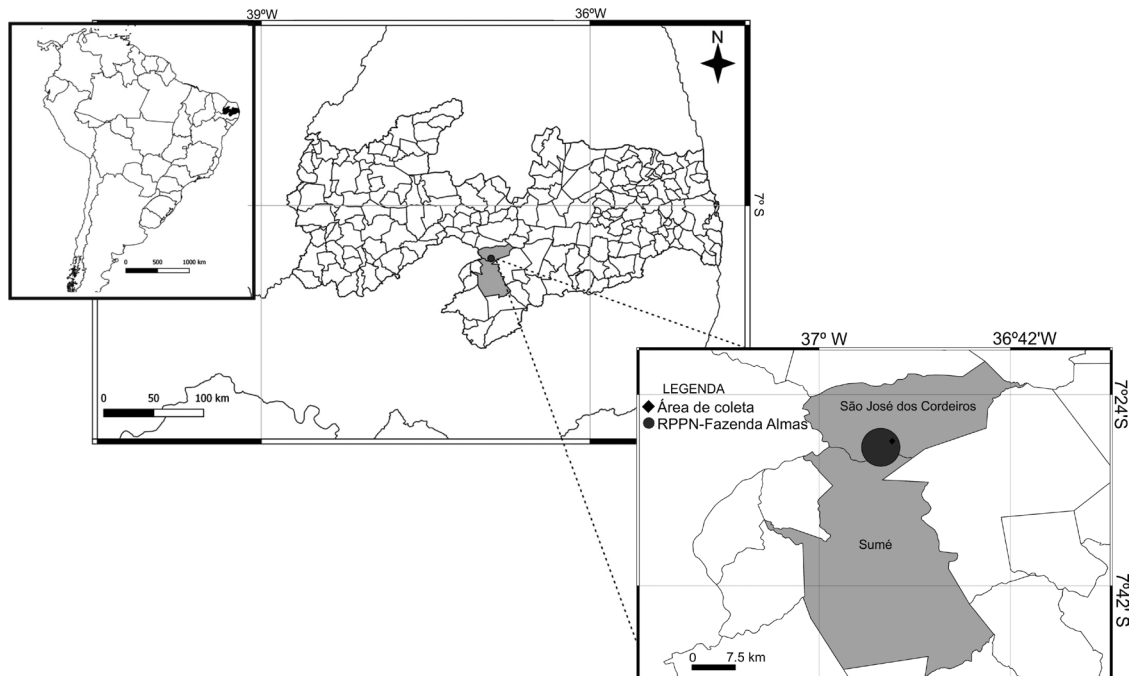 39ºW
36ºW
N
7º S
0 500 1000 km
0 50 100 km
37º W
36º42'W
LEGENDA
Área de coleta
RPPN-Fazenda Almas
São José dos Cordeiros
7º24'S
Sumé
7º42' S
0 7.5 km